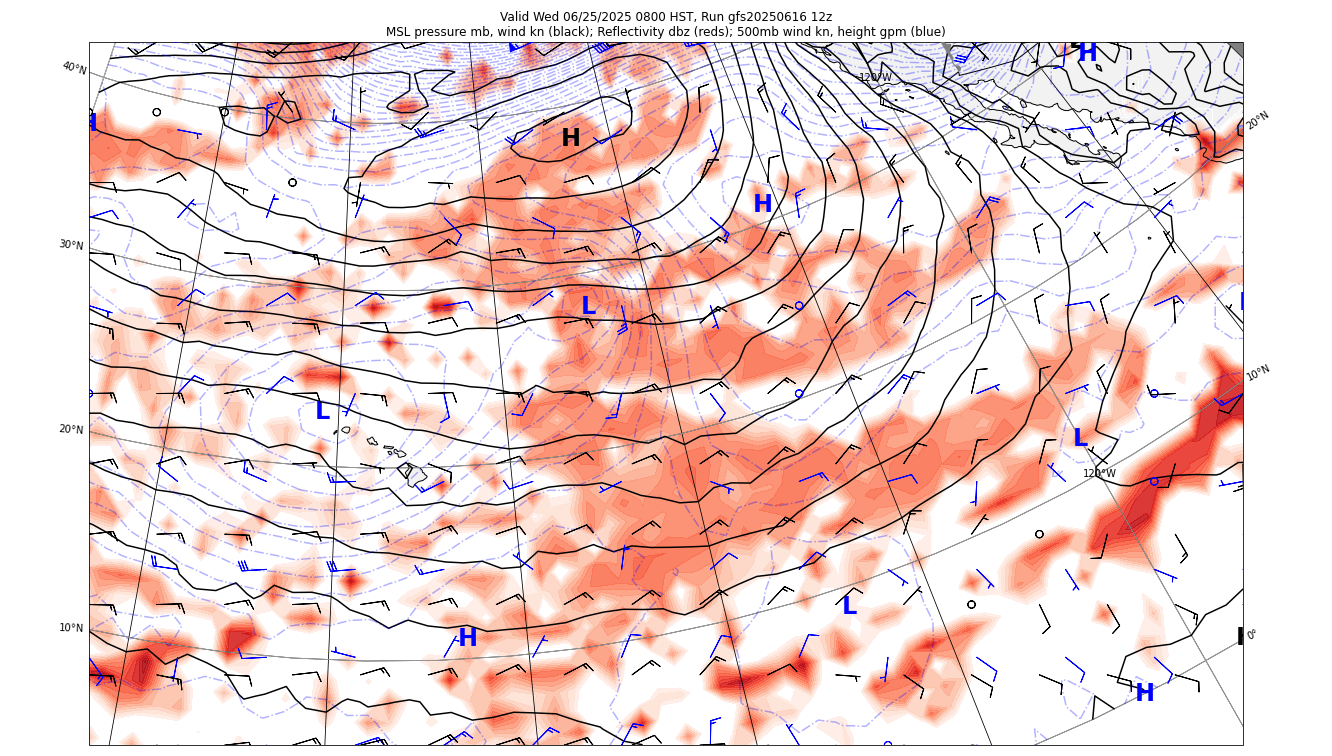 Valid Wed 06/25/2025 0800 HST, Run gfs20250616 12z
MSL pressure mb, wind kn (black); Reflectivity dbz (reds); 500mb wind kn, height gpm (blue)
H
40°N
120°W
20°N
H
H
H
30°N
L
10°N
L
20°N
L
120°W
L
10°N
H
0°
H